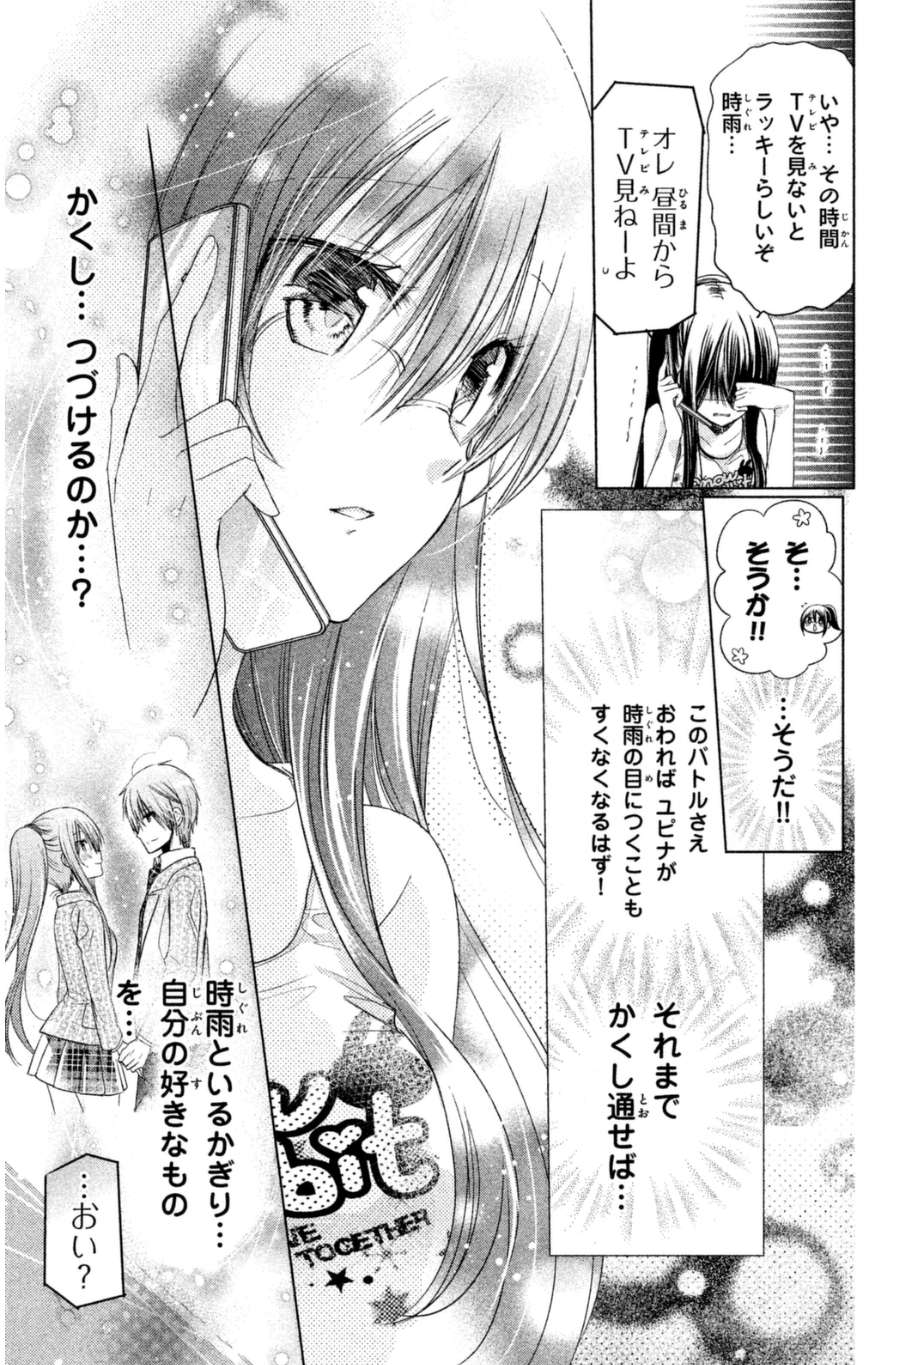 いや… その時間
TVを見ないと
ラッキーらしいぞ
時雨…
オレ 昼間から
TV見ねーよ
そ…
そうか!!
…そうだ!!
このバトルさえ
おわれば ユピナが
時雨の目につくことも
すくなくなるはず!
それまで
かくし通せば…
かくし… つづけるのか…?
時雨といるかぎり…
自分の好きなもの
を…
…おい?
bit
TOGETHER